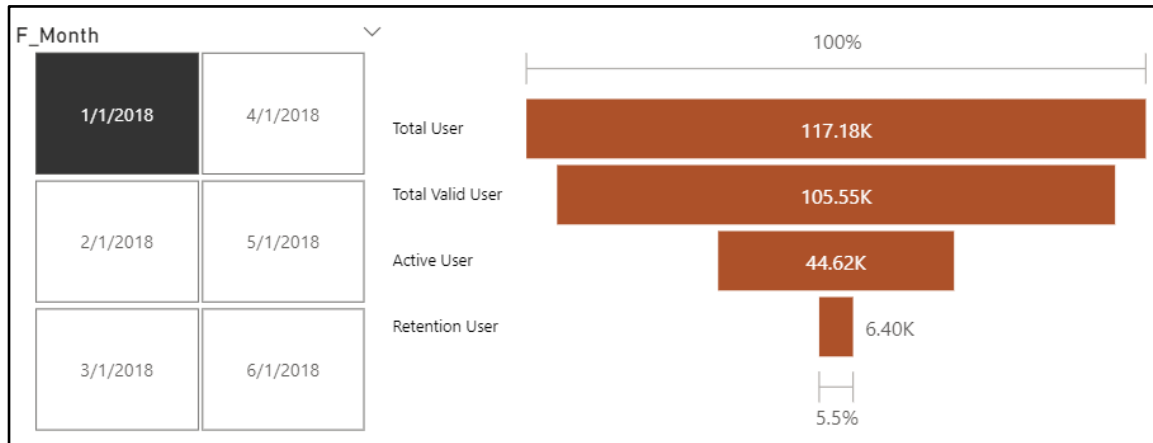 F_Month
1/1/2018
4/1/2018
2/1/2018
5/1/2018
3/1/2018
6/1/2018
100%
Total User
117.18K
Total Valid User
105.55K
Active User
44.62K
Retention User
6.40K
5.5%